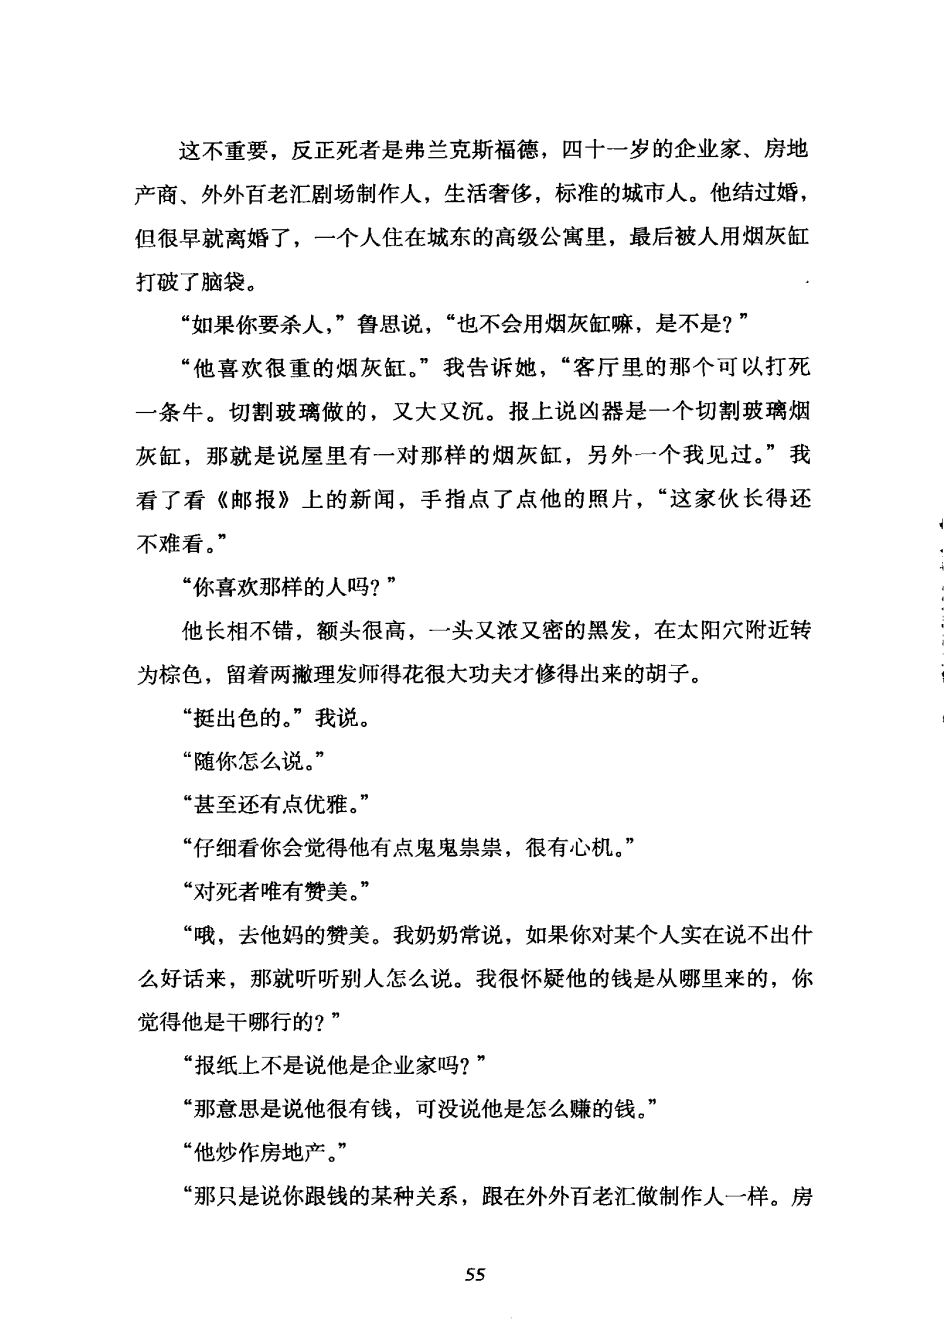 这不重要，反正死者是弗兰克斯福德，四十一岁的企业家、房地
产商、外外百老汇剧场制作人，生活奢侈，标准的城市人。他结过婚，
但很早就离婚了，一个人住在城东的高级公寓里，最后被人用烟灰缸
打破了脑袋。
“如果你要杀人，”鲁思说，“也不会用烟灰缸嘛，是不是？”
“他喜欢很重的烟灰缸。”我告诉她，“客厅里的那个可以打死
一条牛。切割玻璃做的，又大又沉。报上说凶器是一个切割玻璃烟
灰缸，那就是说屋里有一对那样的烟灰缸，另外一个我见过。”我
看了看《邮报》上的新闻，手指点了点他的照片，“这家伙长得还
不难看。”
“你喜欢那样的人吗？”
他长相不错，额头很高，一头又浓又密的黑发，在太阳穴附近转
为棕色，留着两撇理发师得花很大功夫才修得出来的胡子。
“挺出色的。”我说。
“随你怎么说。”
“甚至还有点优雅。”
“仔细看你会觉得他有点鬼鬼祟祟，很有心机。”
“对死者唯有赞美。”
“哦，去他妈的赞美。我奶奶常说，如果你对某个人实在说不出什
么好话来，那就听听别人怎么说。我很怀疑他的钱是从哪里来的，你
觉得他是干哪行的？”
“报纸上不是说他是企业家吗？”
“那意思是说他很有钱，可没说他是怎么赚的钱。”
“他炒作房地产。”
“那只是说你跟钱的某种关系，跟在外外百老汇做制作人一样。房
55